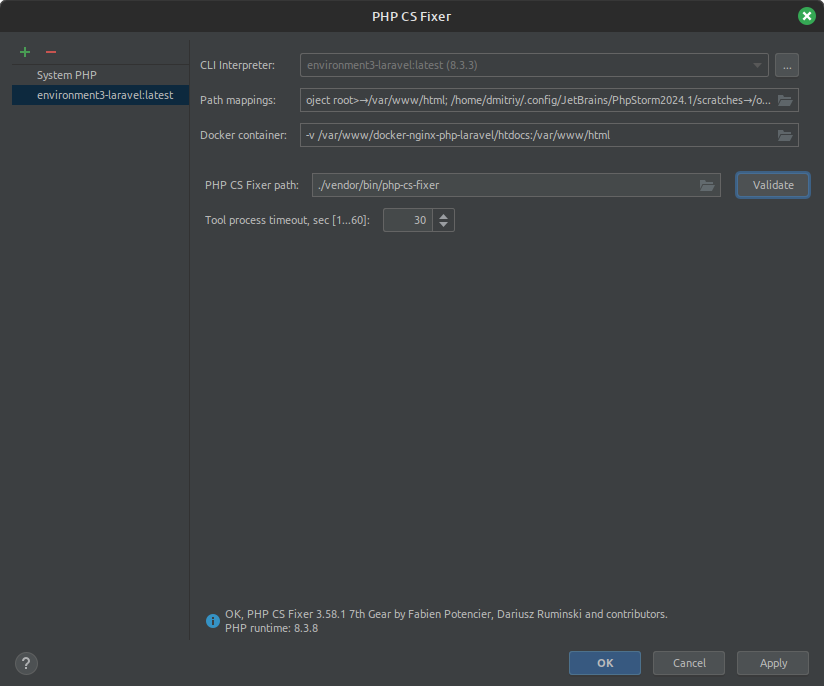 PHP CS Fixer
System PHP
environment3-laravel:latest
CLI Interpreter:
environment3-laravel:latest (8.3.3)
...
Path mappings:
oject root>→/var/www/html; /home/dmitriy/.config/JetBrains/PhpStorm2024.1/scratches→/o...
Docker container:
-v /var/www/docker-nginx-php-laravel/htdocs:/var/www/html
PHP CS Fixer path:
./vendor/bin/php-cs-fixer
Validate
Tool process timeout, sec [1...60]:
30
OK, PHP CS Fixer 3.58.1 7th Gear by Fabien Potencier, Dariusz Ruminski and contributors.
PHP runtime: 8.3.8
?
OK
Cancel
Apply